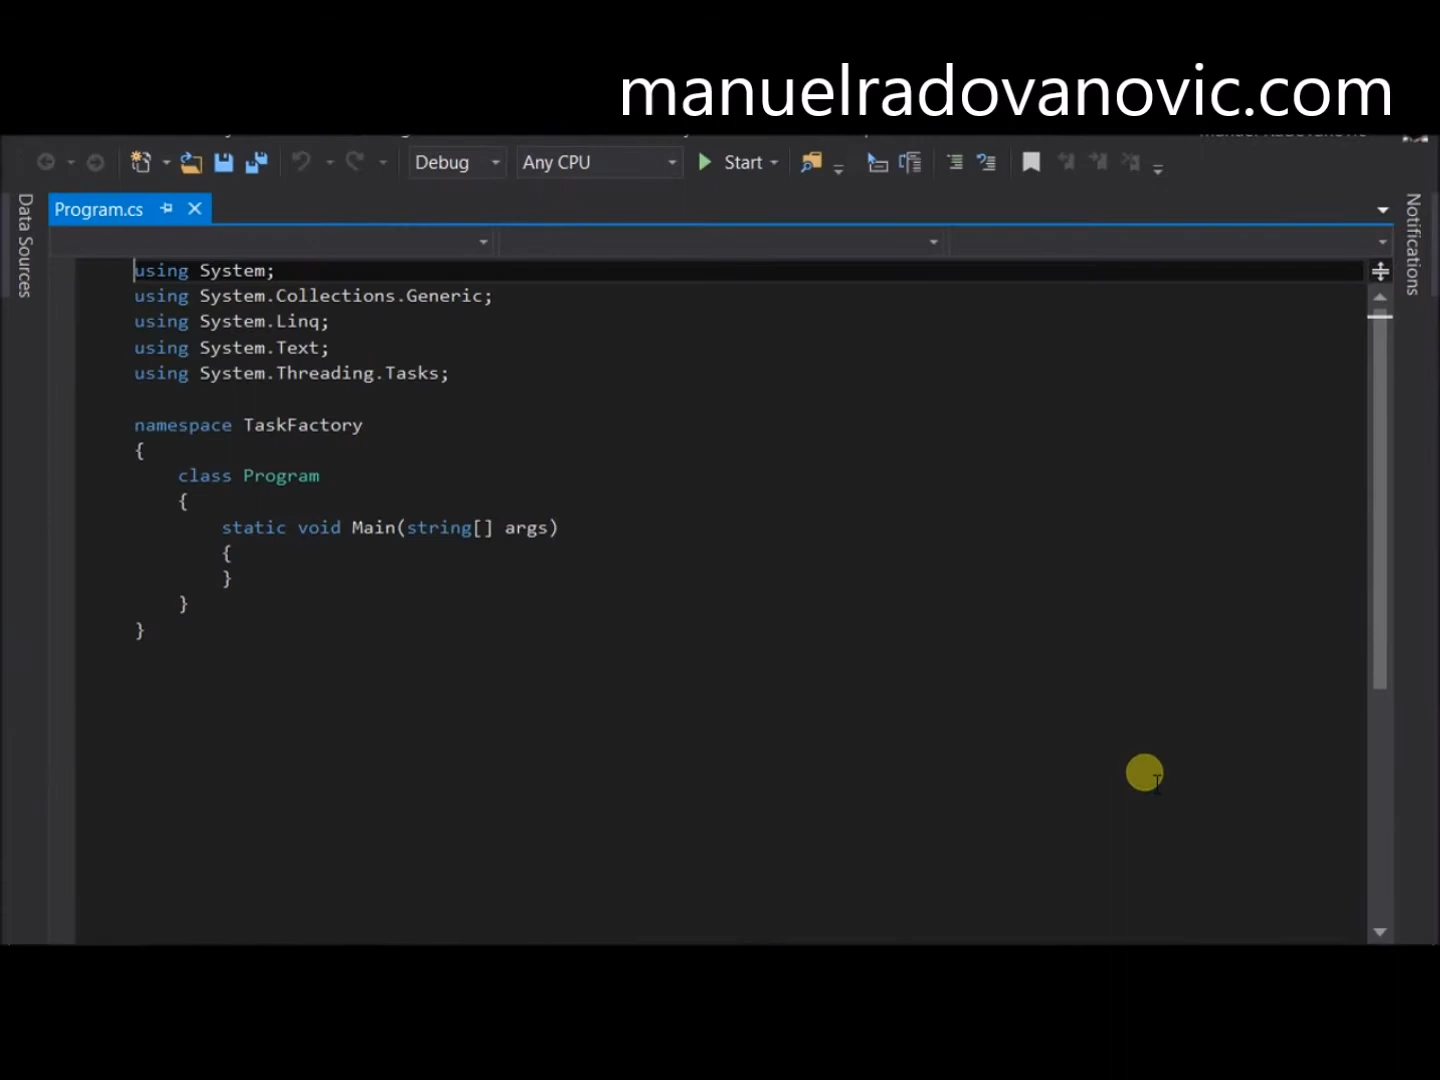 manuelradovanovic.com
Debug
Any CPU
Start
Data Sources
Program.cs
Notifications
using System;
using System.Collections.Generic;
using System.Linq;
using System.Text;
using System.Threading.Tasks;
namespace TaskFactory
{
class Program
{
static void Main(string[] args)
{
}
}
}